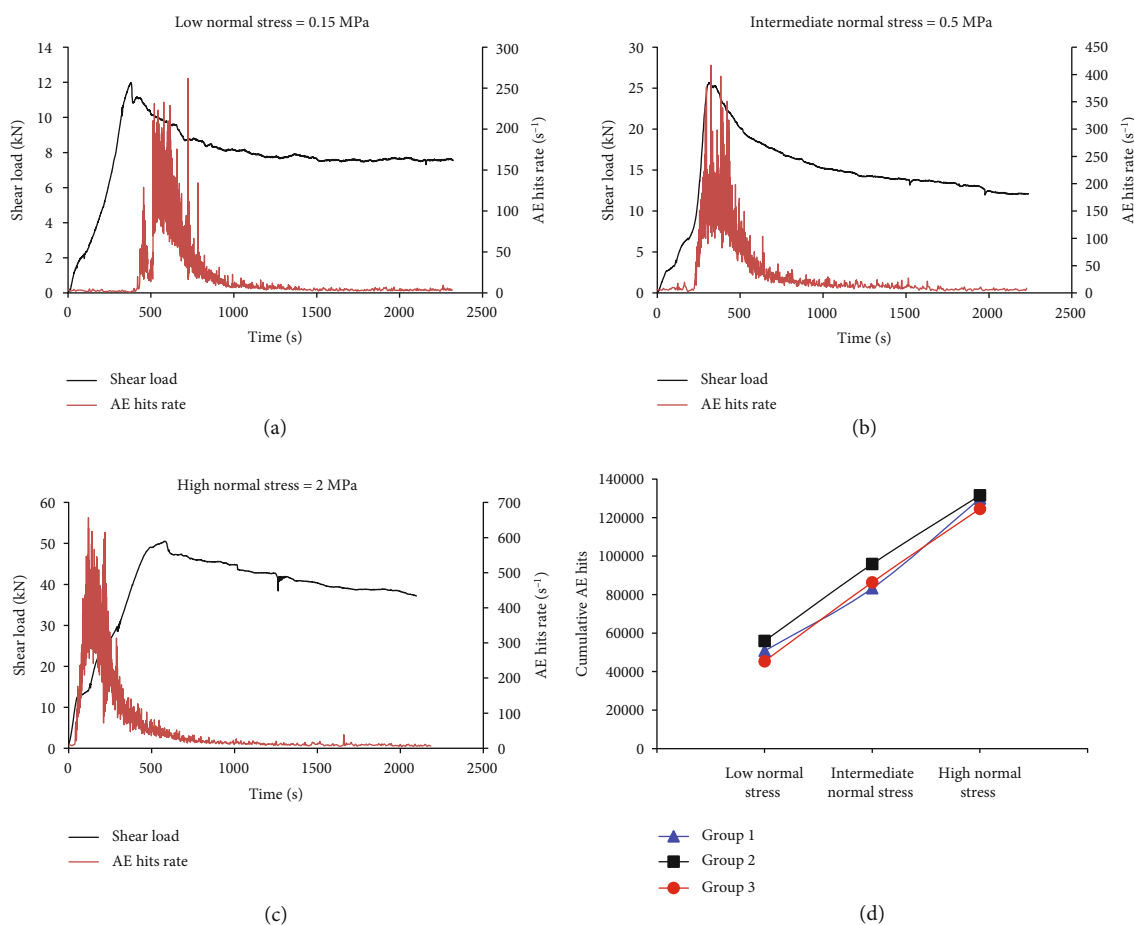 Low normal stress = 0.15 MPa
14
12
10
8
6
4
2
0
Shear load (kN)
300
250
200
150
100
50
0
AE hits rate (s⁻¹)
0
500
1000
1500
2000
2500
Time (s)
Shear load
AE hits rate
(a)
Intermediate normal stress = 0.5 MPa
30
25
20
15
10
5
0
Shear load (kN)
450
400
350
300
250
200
150
100
50
0
AE hits rate (s⁻¹)
0
500
1000
1500
2000
2500
Time (s)
Shear load
AE hits rate
(b)
High normal stress = 2 MPa
60
50
40
30
20
10
0
Shear load (kN)
700
600
500
400
300
200
100
0
AE hits rate (s⁻¹)
0
500
1000
1500
2000
2500
Time (s)
Shear load
AE hits rate
(c)
140000
120000
100000
80000
60000
40000
20000
0
Cumulative AE hits
Low normal
stress
Intermediate
normal stress
High normal
stress
Group 1
Group 2
Group 3
(d)